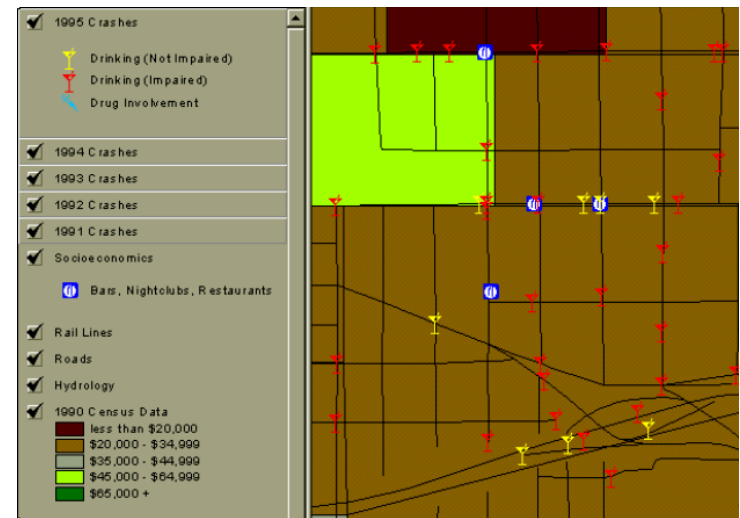 1995 Crashes
Drinking (Not Impaired)
Drinking (Impaired)
Drug Involvement
1994 Crashes
1993 Crashes
1992 Crashes
1991 Crashes
Socioeconomics
Bars, Nightclubs, Restaurants
Rail Lines
Roads
Hydrology
1990 Census Data
less than $20,000
$20,000 - $34,999
$35,000 - $44,999
$45,000 - $64,999
$65,000 +